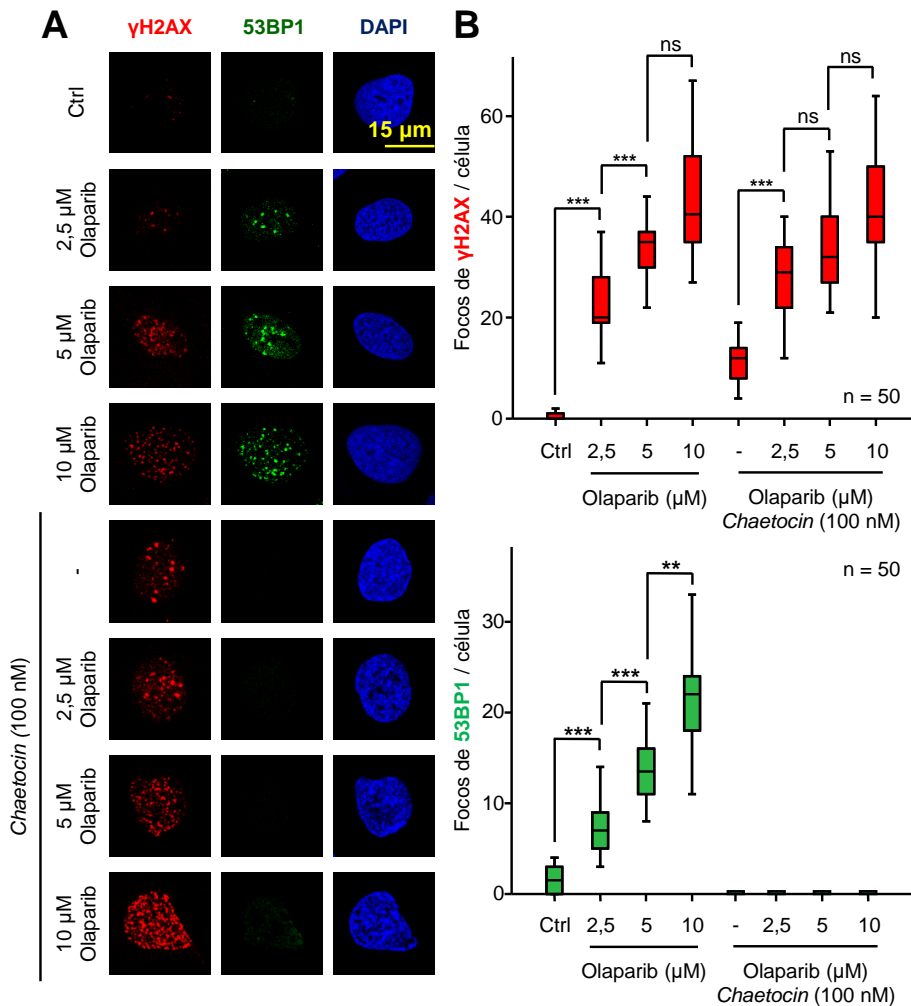 A
γH2AX 53BP1 DAPI
Ctrl
15 µm
2,5 µM
Olaparib
5 µM
Olaparib
10 µM
Olaparib
Chaetocin (100 nM)
-
2,5 µM
Olaparib
5 µM
Olaparib
10 µM
Olaparib
B
Focos de γH2AX / célula
60
40
20
0
***
***
ns
***
ns
ns
n = 50
Ctrl 2,5 5 10 - 2,5 5 10
Olaparib (µM) Olaparib (µM)
Chaetocin (100 nM)
Focos de 53BP1 / célula
30
20
10
0
***
***
**
n = 50
Ctrl 2,5 5 10 - 2,5 5 10
Olaparib (µM) Olaparib (µM)
Chaetocin (100 nM)